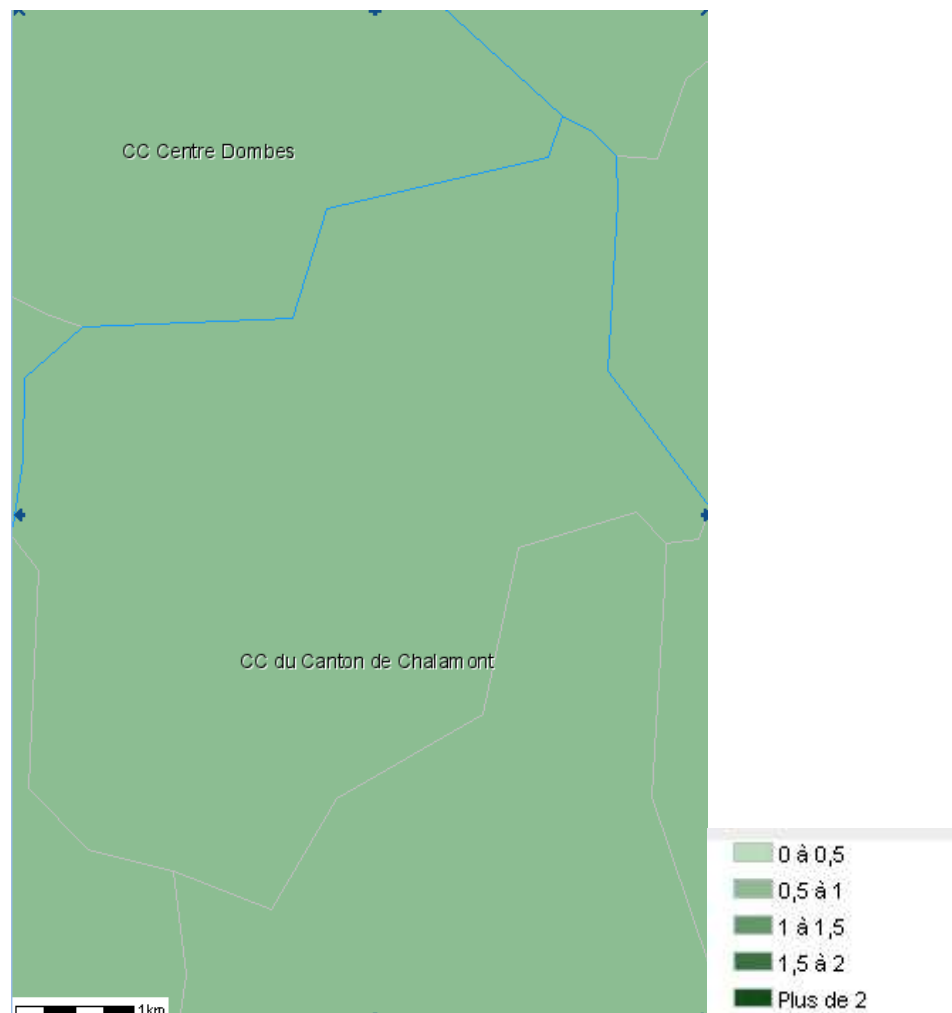 CC Centre Dombes
CC du Canton de Chalamont
0 à 0,5
0,5 à 1
1 à 1,5
1,5 à 2
Plus de 2
1km